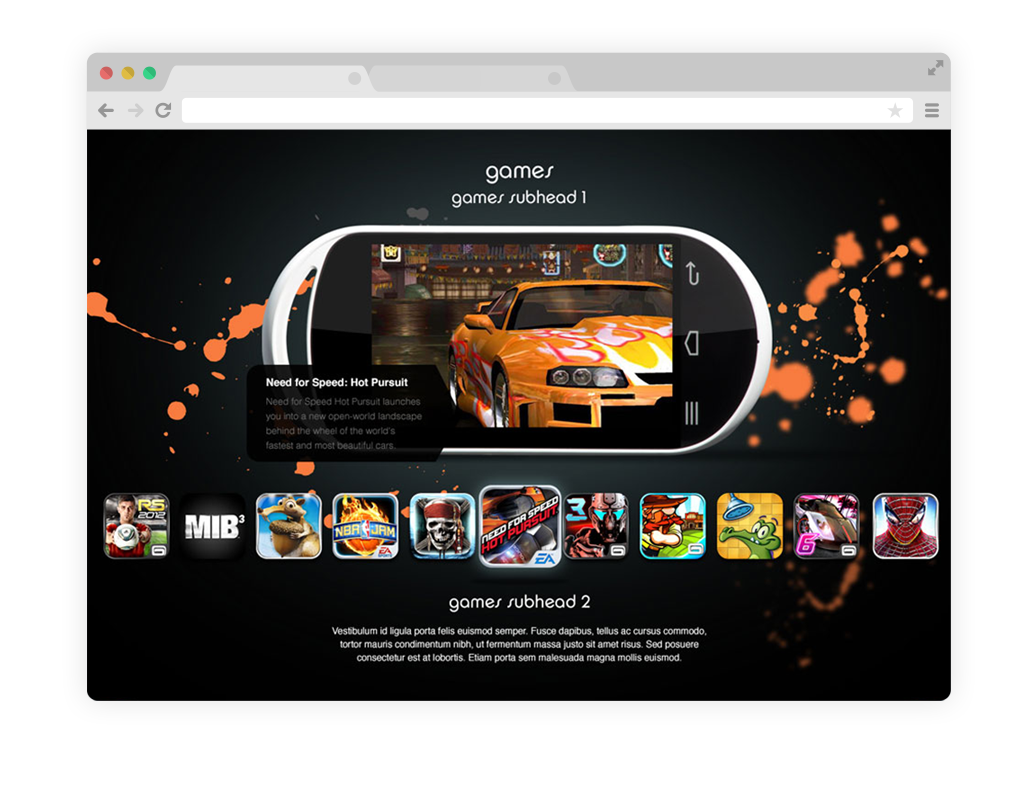 games
games subhead 1
Need for Speed: Hot Pursuit
Need for Speed Hot Pursuit launches
you into a new open-world landscape
behind the wheel of the world's
fastest and most beautiful cars.
RS
2012
MIB³
NBA JAM
EA
NEED FOR SPEED
HOT PURSUIT
EA
3
6
games subhead 2
Vestibulum id ligula porta felis euismod semper. Fusce dapibus, tellus ac cursus commodo,
tortor mauris condimentum nibh, ut fermentum massa justo sit amet risus. Sed posuere
consectetur est at lobortis. Etiam porta sem malesuada magna mollis euismod.